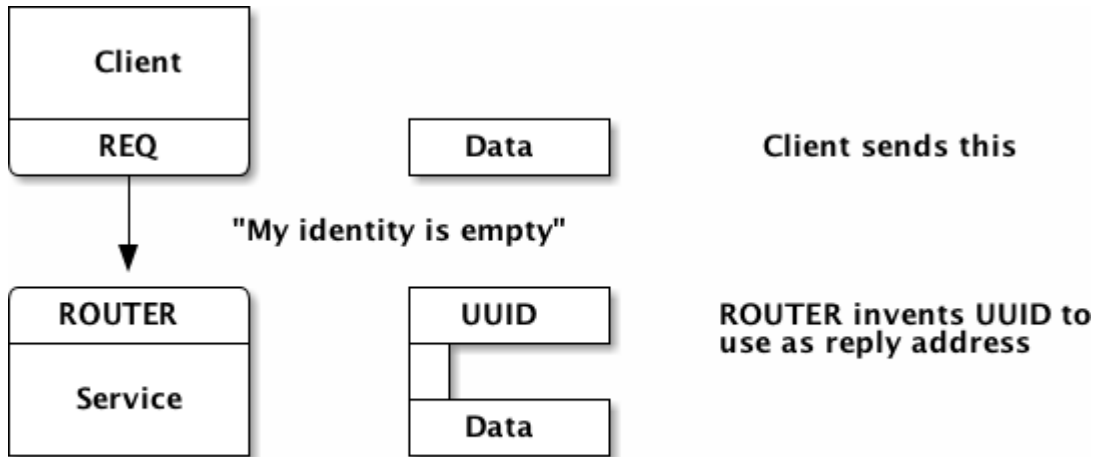 Client
REQ
Data
Client sends this
"My identity is empty"
ROUTER
UUID
ROUTER invents UUID to
use as reply address
Service
Data